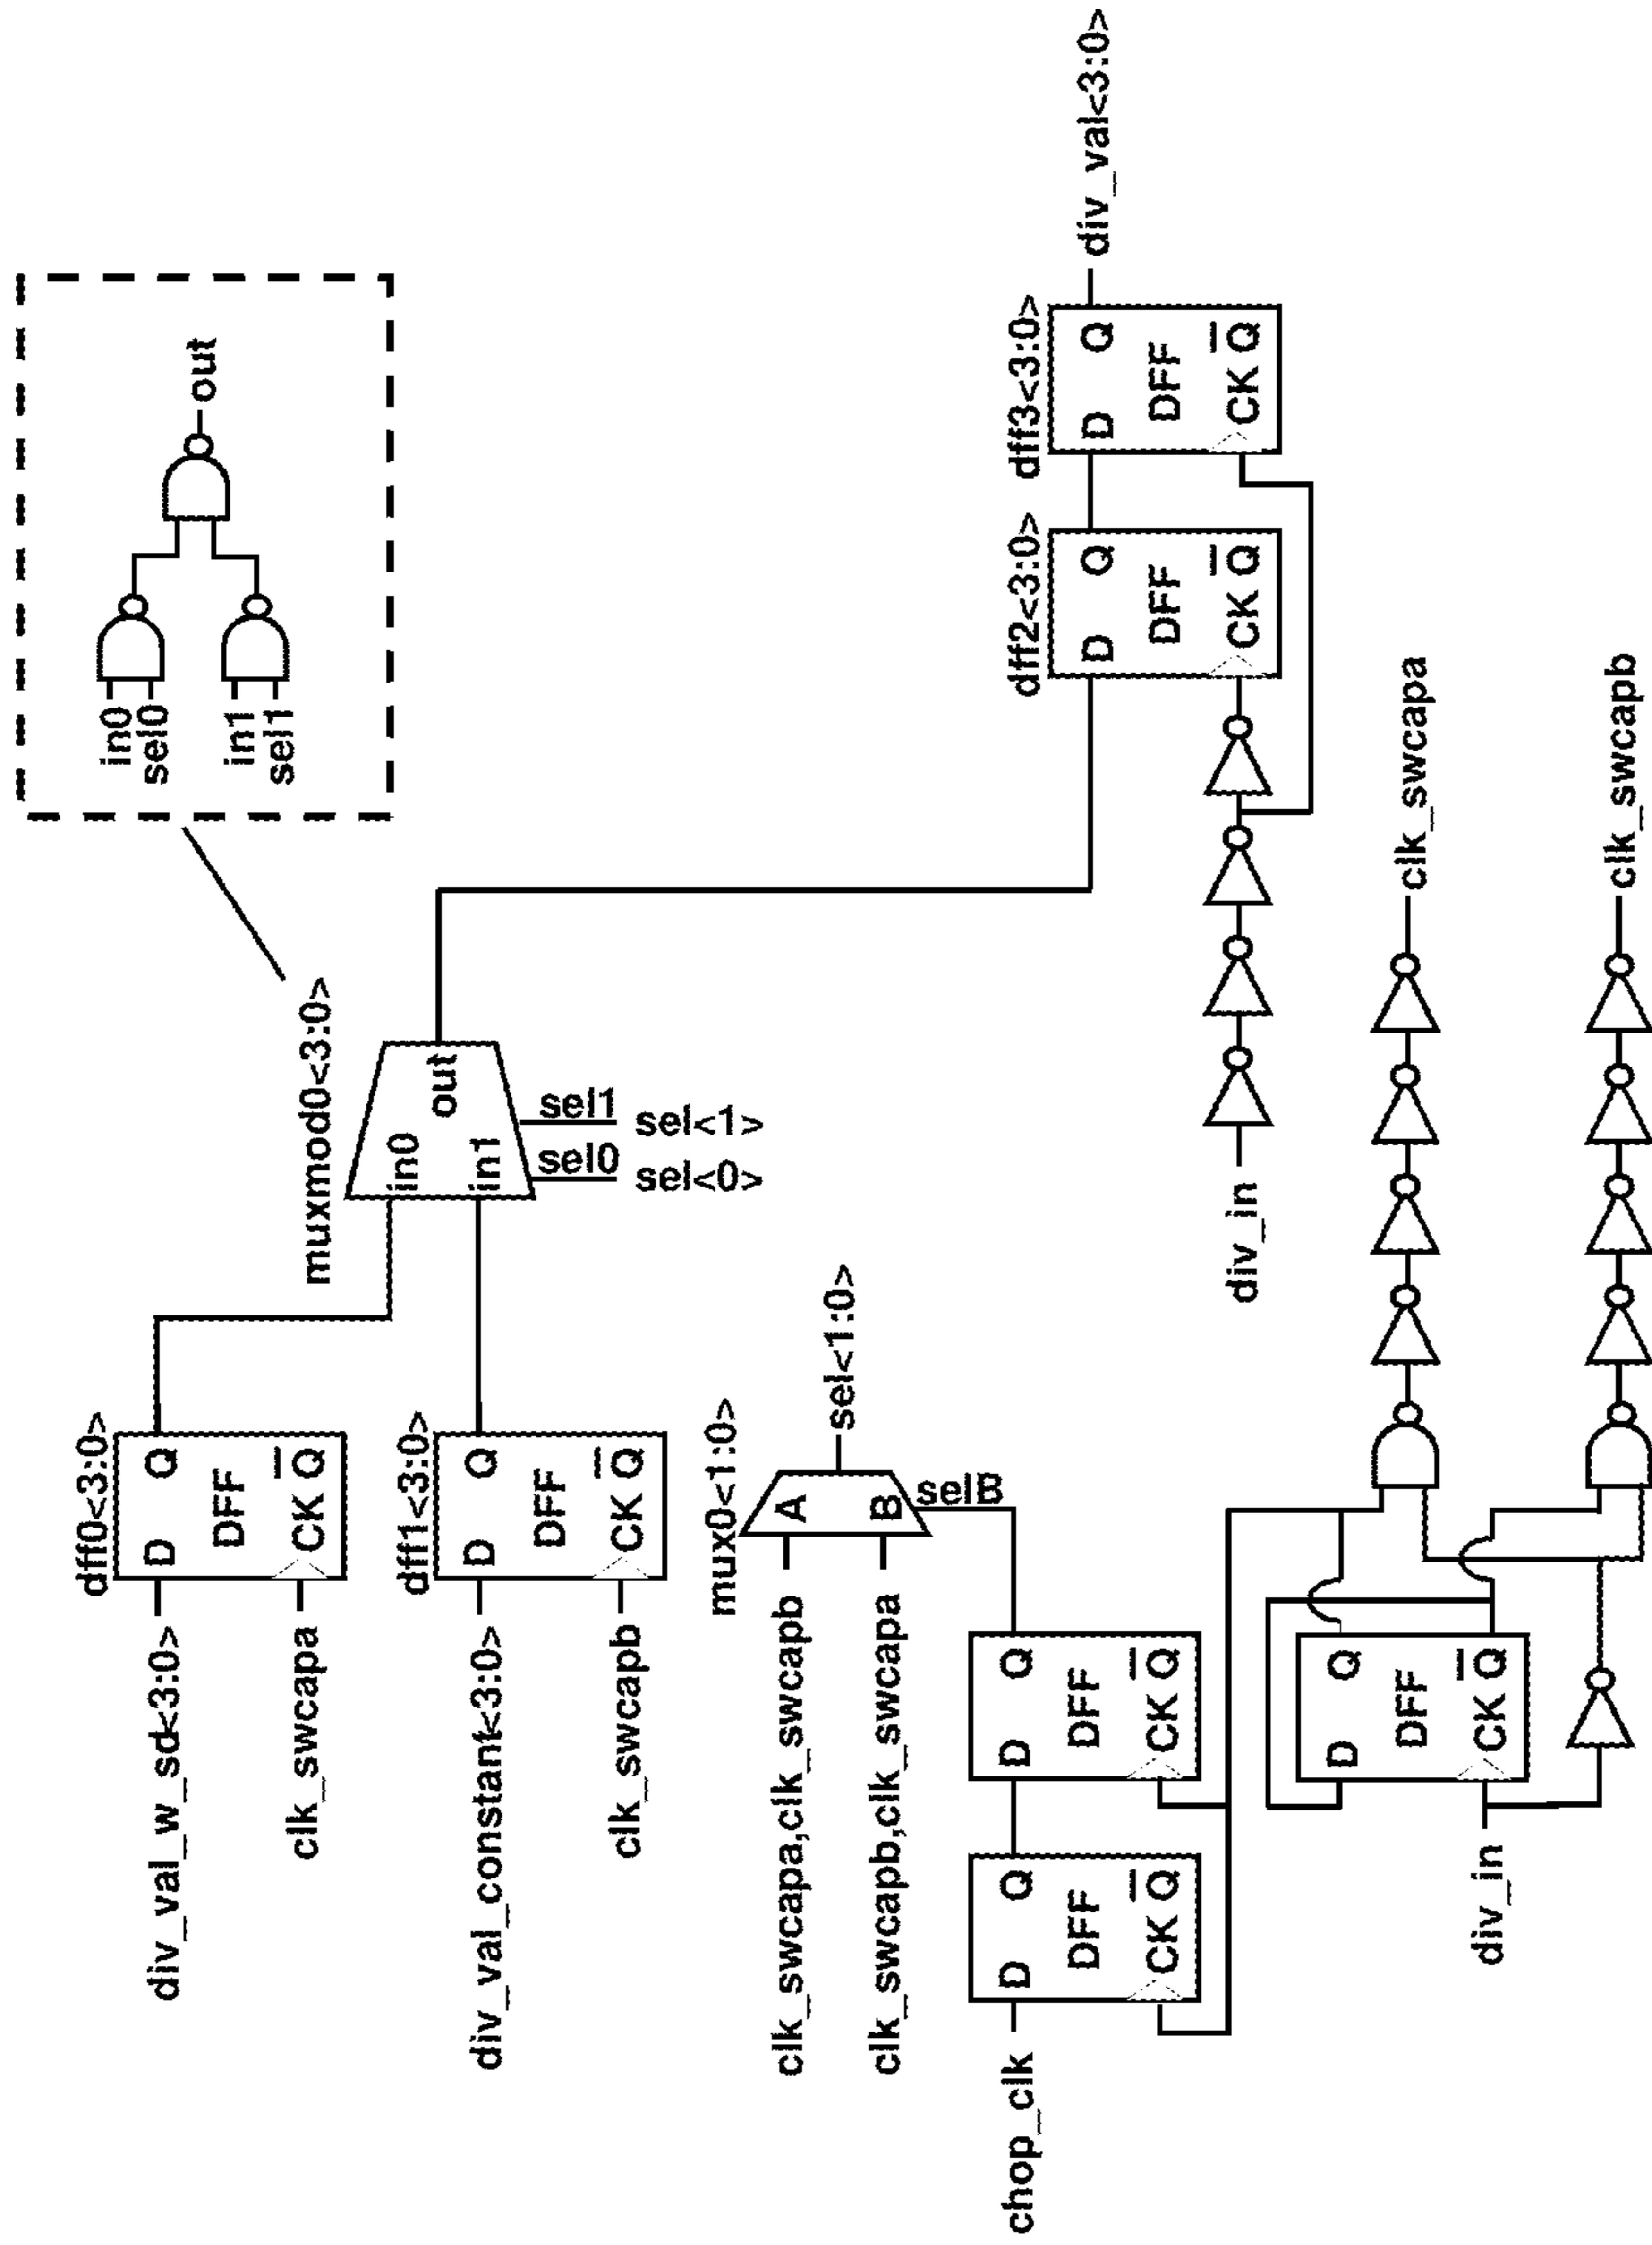 in0
sel0
in1
sel1
out
dff0<3:0>
div_val_w_sd<3:0>
D
Q
DFF
CK
Q
clk_swcapa
muxmod0<3:0>
in0
in1
out
sel1
sel<1>
sel0
sel<0>
dff1<3:0>
div_val_constant<3:0>
D
Q
DFF
CK
Q
clk_swcapb
mux0<1:0>
clk_swcapa,clk_swcapb
A
clk_swcapb,clk_swcapa
B
sel<1:0>
selB
chop_clk
D
Q
DFF
CK
Q
D
Q
DFF
CK
Q
dff2<3:0>
D
Q
DFF
CK
Q
dff3<3:0>
D
Q
DFF
CK
Q
div_val<3:0>
div_in
D
Q
DFF
CK
Q
div_in
clk_swcapa
clk_swcapb